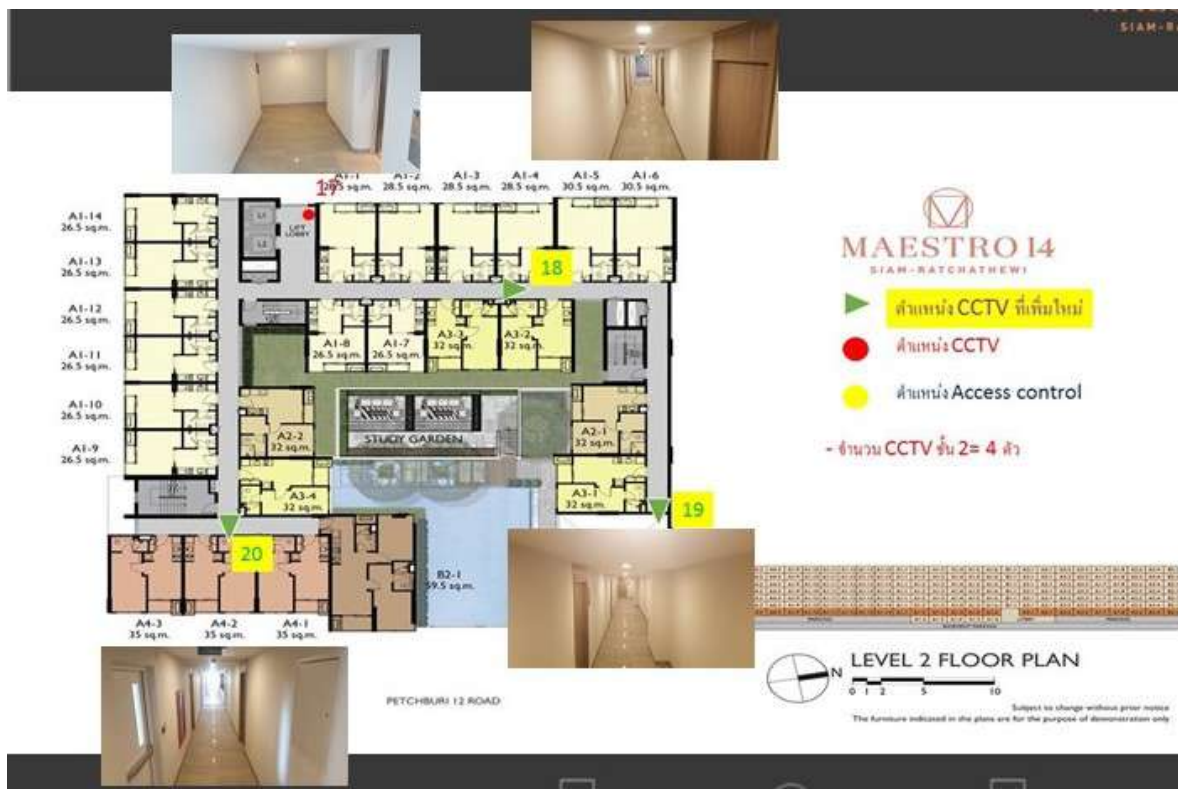 SIAM-R
17
A1-1
28.5 sq.m.
A1-2
28.5 sq.m.
A1-3
28.5 sq.m.
A1-4
28.5 sq.m.
A1-5
30.5 sq.m.
A1-6
30.5 sq.m.
A1-14
26.5 sq.m.
A1-13
26.5 sq.m.
A1-12
26.5 sq.m.
A1-11
26.5 sq.m.
A1-10
26.5 sq.m.
A1-9
26.5 sq.m.
L1
L2
LIFT
LOBBY
18
A1-8
26.5 sq.m.
A1-7
26.5 sq.m.
A3-3
32 sq.m.
A3-2
32 sq.m.
A2-2
32 sq.m.
STUDY GARDEN
A2-1
32 sq.m.
A3-4
32 sq.m.
A3-1
32 sq.m.
19
20
B2-1
59.5 sq.m.
A4-3
35 sq.m.
A4-2
35 sq.m.
A4-1
35 sq.m.
PETCHBURI 12 ROAD
MAESTRO 14
SIAM-RATCHATHEWI
ตำแหน่ง CCTV ที่เพิ่มใหม่
ตำแหน่ง CCTV
ตำแหน่ง Access control
- จำนวน CCTV ชั้น 2= 4 ตัว
N
LEVEL 2 FLOOR PLAN
0 1 2 5 10
Subject to change without prior notice
The furniture indicated in the plans are for the purpose of demonstration only